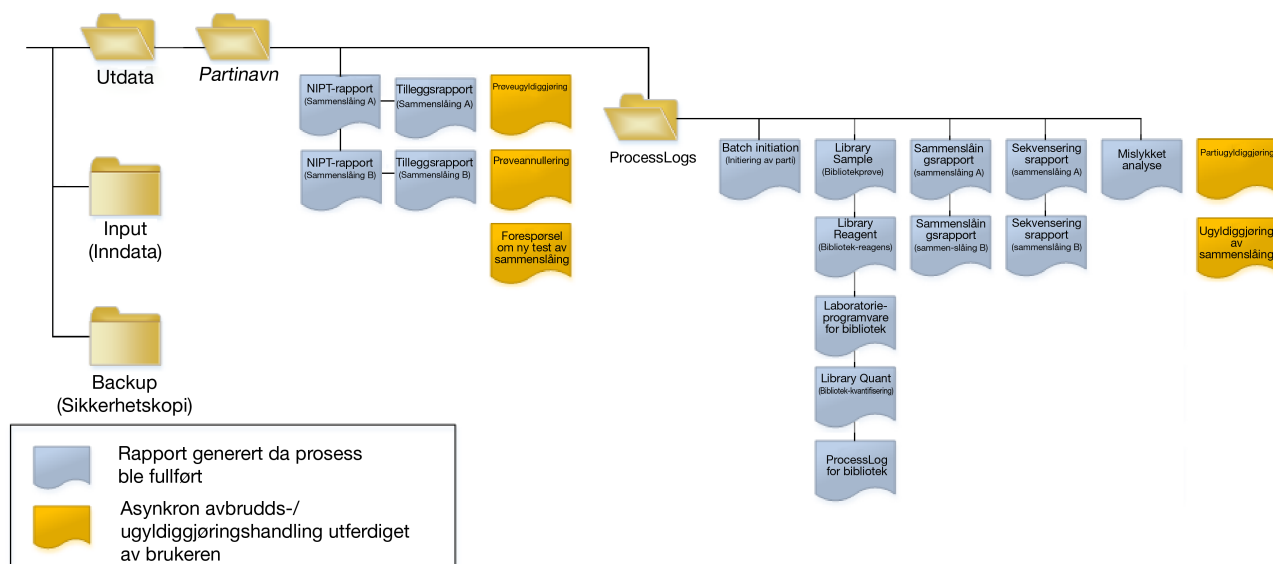 Utdata
Partinavn
Input
(Inndata)
Backup
(Sikkerhetskopi)
NIPT-rapport
(Sammenslåing A)
Tilleggsrapport
(Sammenslåing A)
Prøveugyldiggjøring
NIPT-rapport
(Sammenslåing B)
Tilleggsrapport
(Sammenslåing B)
Prøveannullering
Forespørsel
om ny test av
sammenslåing
ProcessLogs
Batch initiation
(Initiering av parti)
Library
Sample
(Bibliotekprøve)
Sammenslåin
gsrapport
(sammenslåing A)
Sekvensering
srapport
(sammenslåing A)
Mislykket
analyse
Partiugyldiggjøring
Library
Reagent
(Bibliotek-reagens)
Sammenslåin
gsrapport
(sammen-slåing B)
Sekvensering
srapport
(sammenslåing B)
Ugyldiggjøring
av
sammenslåing
Laboratorie-
programvare
for bibliotek
Library Quant
(Bibliotek-kvantifisering)
ProcessLog
for bibliotek
Rapport generert da prosess
ble fullført
Asynkron avbrudds-/
ugyldiggjøringshandling utferdiget
av brukeren